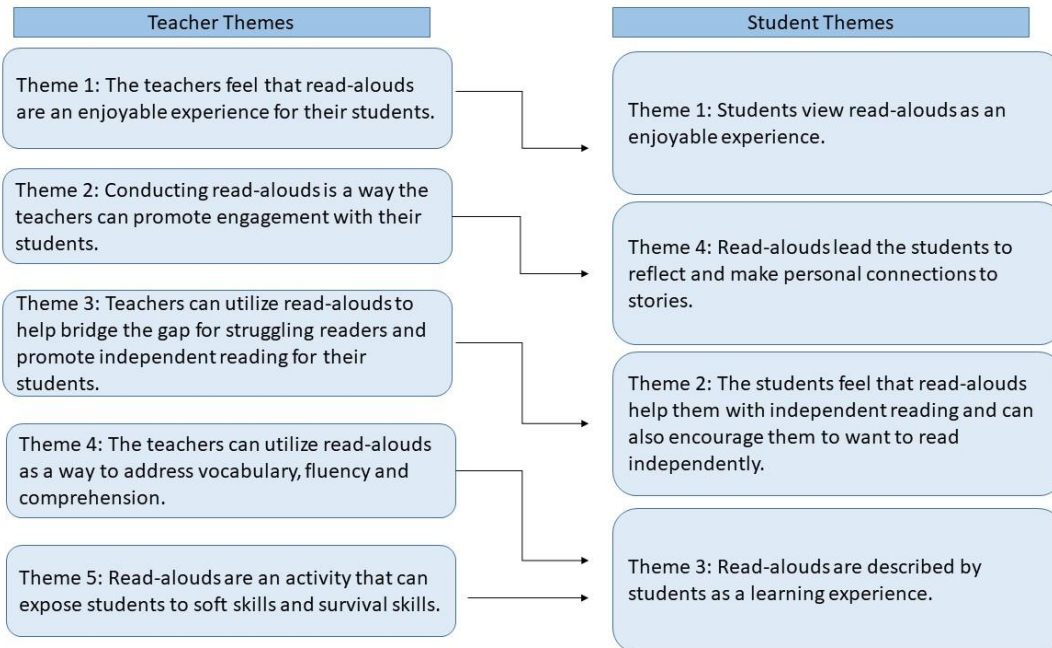 Teacher Themes
Theme 1: The teachers feel that read-alouds
are an enjoyable experience for their students.
Theme 2: Conducting read-alouds is a way the
teachers can promote engagement with their
students.
Theme 3: Teachers can utilize read-alouds to
help bridge the gap for struggling readers and
promote independent reading for their
students.
Theme 4: The teachers can utilize read-alouds
as a way to address vocabulary, fluency and
comprehension.
Theme 5: Read-alouds are an activity that can
expose students to soft skills and survival skills.
Student Themes
Theme 1: Students view read-alouds as an
enjoyable experience.
Theme 4: Read-alouds lead the students to
reflect and make personal connections to
stories.
Theme 2: The students feel that read-alouds
help them with independent reading and can
also encourage them to want to read
independently.
Theme 3: Read-alouds are described by
students as a learning experience.